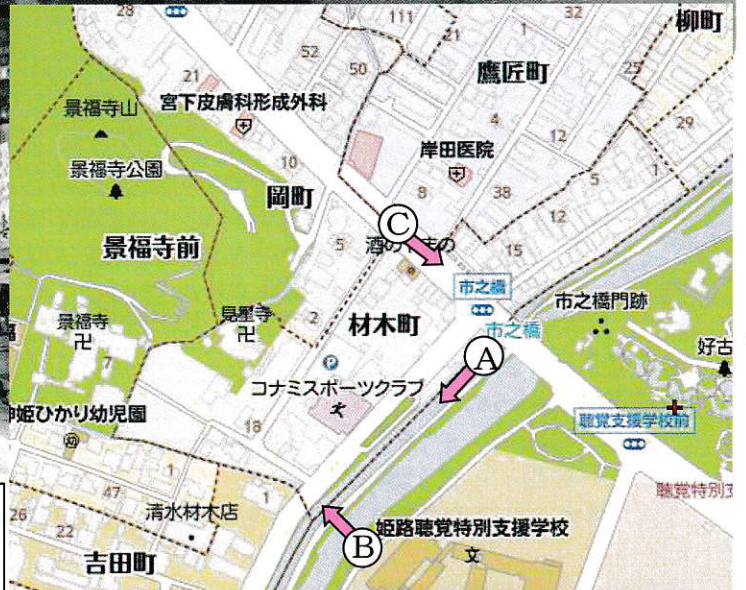 28
111
21
1
32
柳町
52
50
鷹匠町
25
21
宮下皮膚科形成外科
景福寺山
4
岸田医院
12
29
景福寺公園
10
岡町
8
38
5
1
景福寺前
C
12
5
15
市之橋
材木町
2
市之橋
市之橋門跡
景福寺
卍
見星寺
卍
7
A
好古
P
コナミスポーツクラブ
聴覚支援学校前
神姫ひかり幼児園
18
聴覚特別支
1
47
清水材木店
1
26
22
吉田町
B
姫路聴覚特別支援学校
文